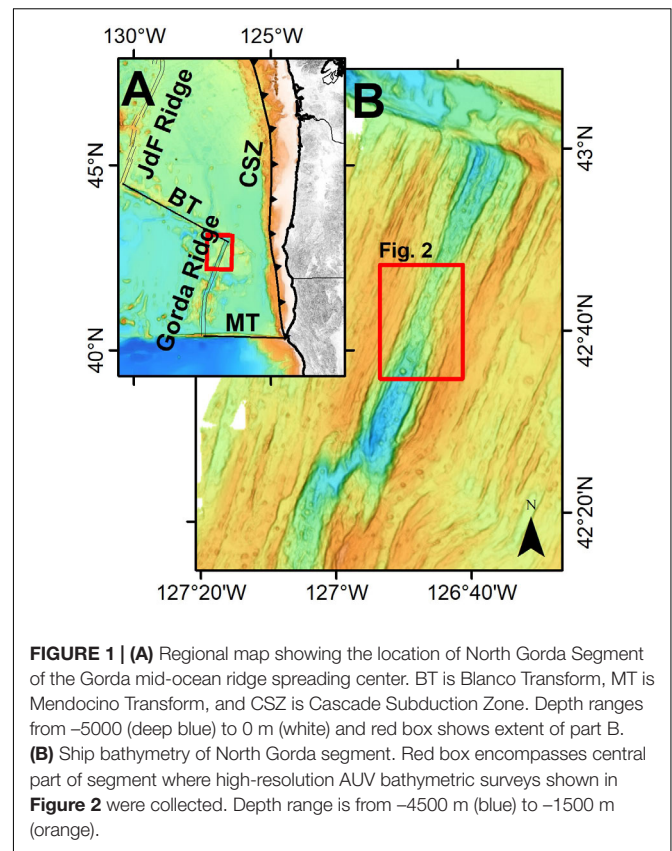 130°W
125°W
A
B
45°N
40°N
JdF Ridge
BT
CSZ
Gorda Ridge
MT
Fig. 2
43°N
42°40'N
42°20'N
N
127°20'W
127°W
126°40'W
FIGURE 1 | (A) Regional map showing the location of North Gorda Segment
of the Gorda mid-ocean ridge spreading center. BT is Blanco Transform, MT is
Mendocino Transform, and CSZ is Cascade Subduction Zone. Depth ranges
from –5000 (deep blue) to 0 m (white) and red box shows extent of part B.
(B) Ship bathymetry of North Gorda segment. Red box encompasses central
part of segment where high-resolution AUV bathymetric surveys shown in
Figure 2 were collected. Depth range is from –4500 m (blue) to –1500 m
(orange).